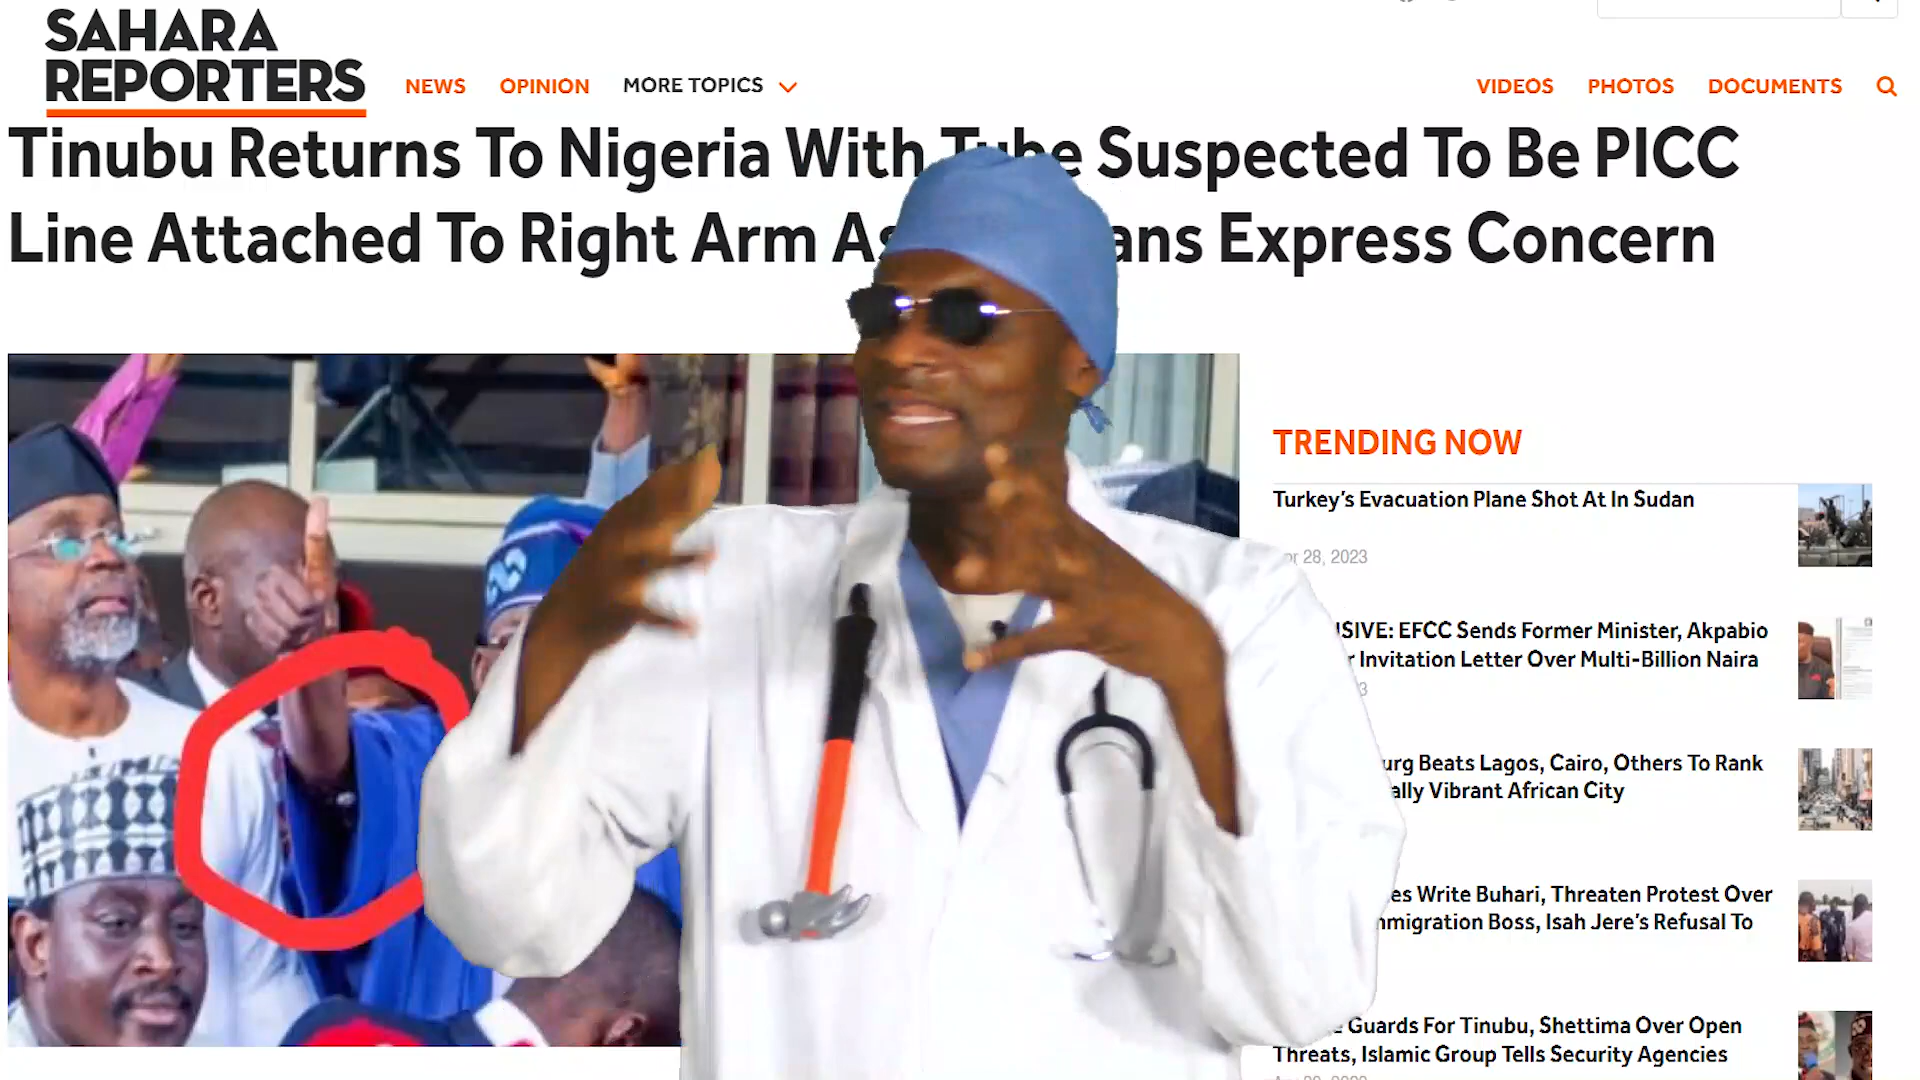 SAHARA
REPORTERS
NEWS OPINION MORE TOPICS
VIDEOS PHOTOS DOCUMENTS
Tinubu Returns To Nigeria With Suspected To Be PICC
Line Attached To Right Arm Express Concern
TRENDING NOW
Turkey's Evacuation Plane Shot At In Sudan
28, 2023
EFCC Sends Former Minister, Akpabio
Invitation Letter Over Multi-Billion Naira
Beats Lagos, Cairo, Others To Rank
Vibrant African City
Write Buhari, Threaten Protest Over
Boss, Isah Jere's Refusal To
Guards For Tinubu, Shettima Over Open
Threats, Islamic Group Tells Security Agencies